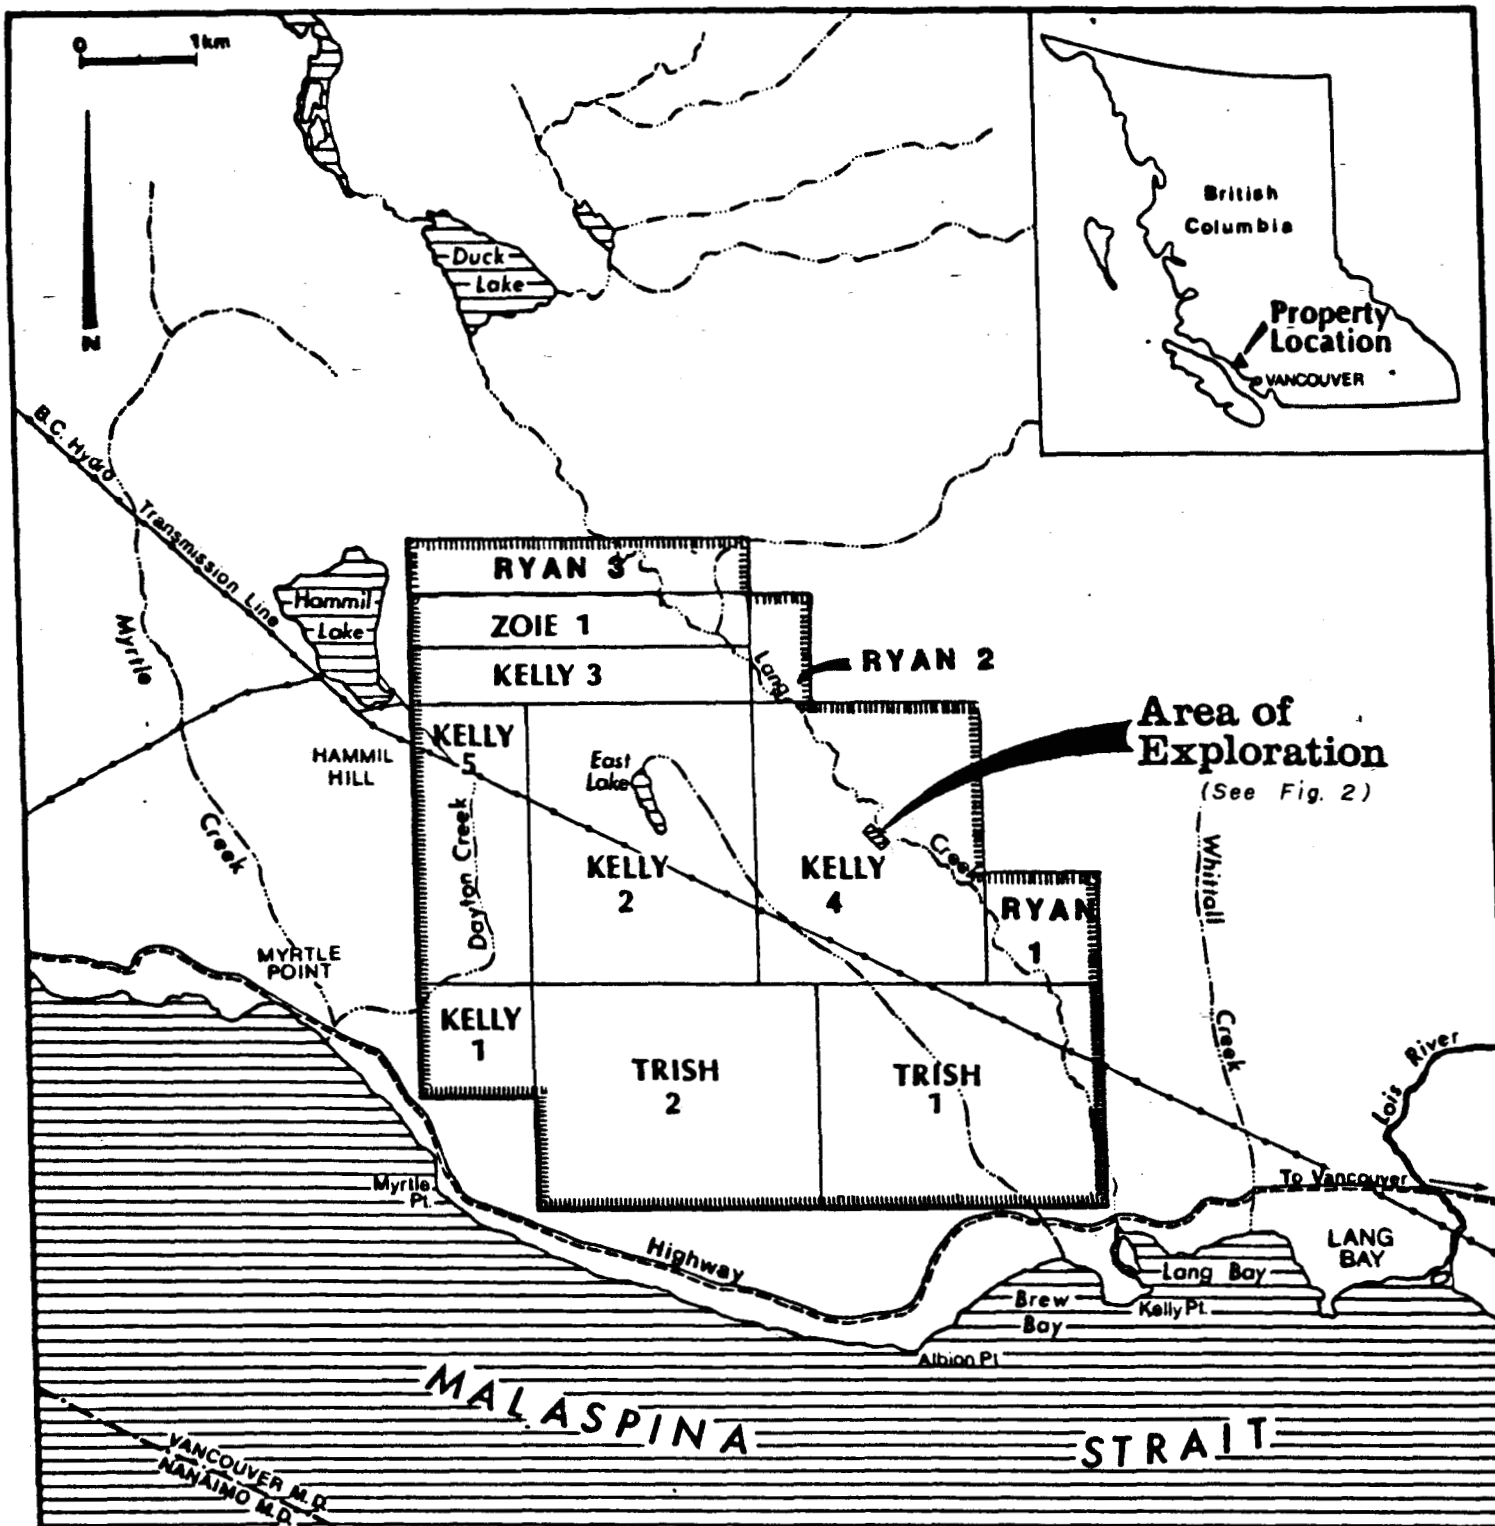 0 1km
N
British
Columbia
Property
Location
VANCOUVER
Duck
Lake
B.C. Hydro
Transmission Line
Hammil
Lake
Myrtle
Creek
HAMMIL
HILL
MYRTLE
POINT
RYAN 3
ZOIE 1
KELLY 3
RYAN 2
Lang
Creek
KELLY
5
East
Lake
Dayton Creek
KELLY
2
KELLY
4
RYAN
1
Area of
Exploration
(See Fig. 2)
Whittall
Creek
KELLY
1
TRISH
2
TRISH
1
Lois River
Myrtle
Pt.
Highway
To Vancouver
LANG
BAY
Lang Bay
Kelly Pt.
Brew
Bay
Albion Pt
MALASPINA STRAIT
VANCOUVER M.D.
NANAIMO M.D.